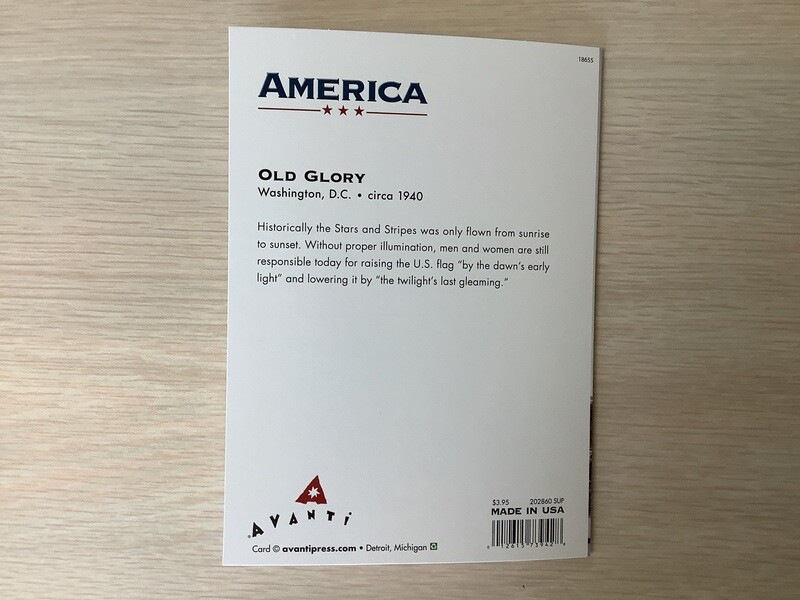 18655
AMERICA
OLD GLORY
Washington, D.C. • circa 1940
Historically the Stars and Stripes was only flown from sunrise
to sunset. Without proper illumination, men and women are still
responsible today for raising the U.S. flag “by the dawn’s early
light” and lowering it by “the twilight’s last gleaming.”
AVANTI
Card © avantipress.com • Detroit, Michigan
$3.95 202860 SUP
MADE IN USA
0 12615 73942